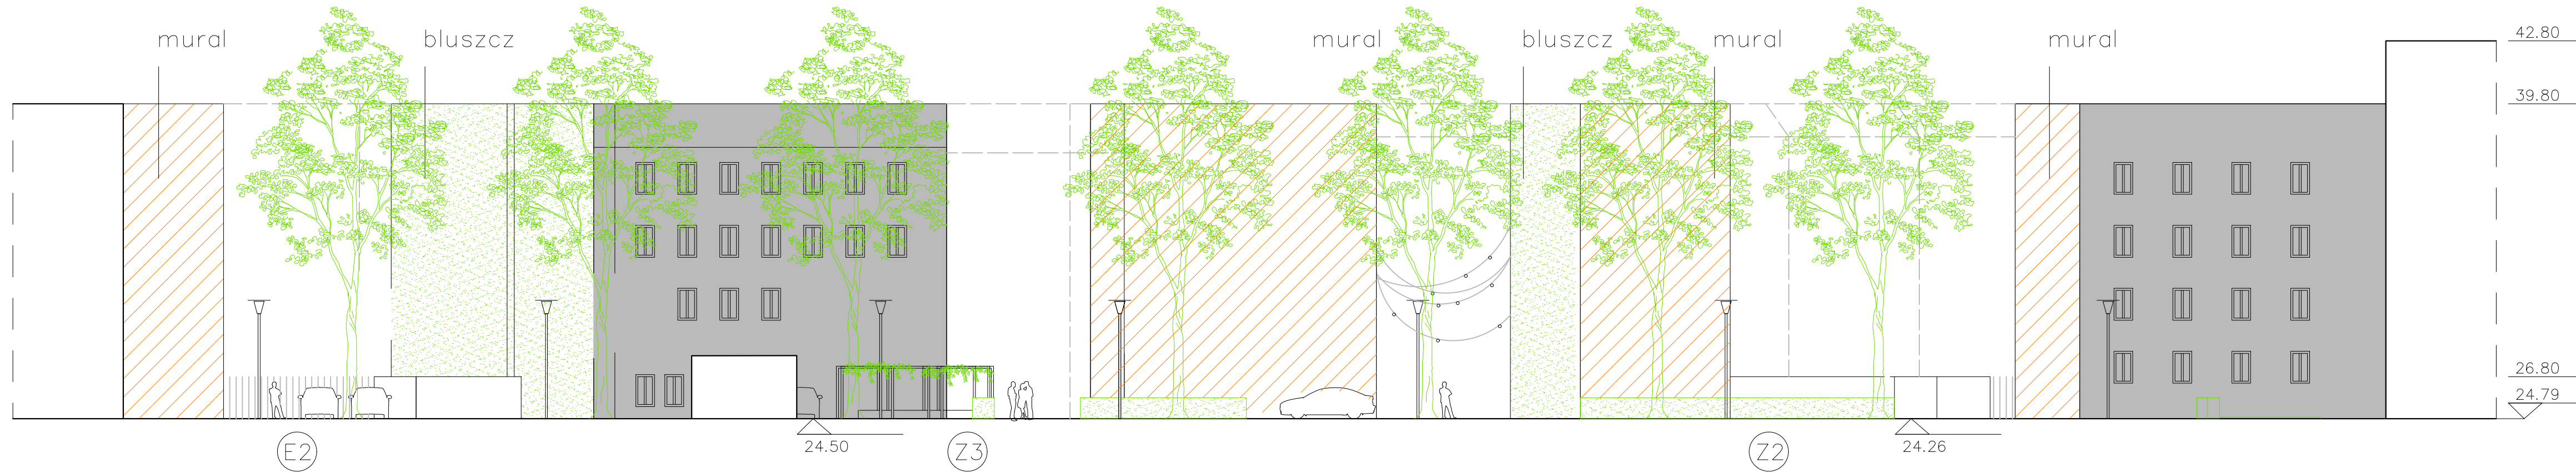 mural
bluszcz
mural
bluszcz
mural
mural
42.80
39.80
26.80
24.79
E2
24.50
Z3
Z2
24.26